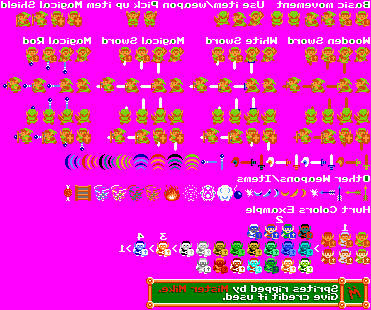 Basic movement Use item/weapon Pick up item Magical Shield
Wooden Sword White Sword Magical Sword Magical Rod
Other Weapons/Items
Hurt Colors Example
2
1 3 4
x1
Sprites ripped by Mister Mike.
Give credit if used.